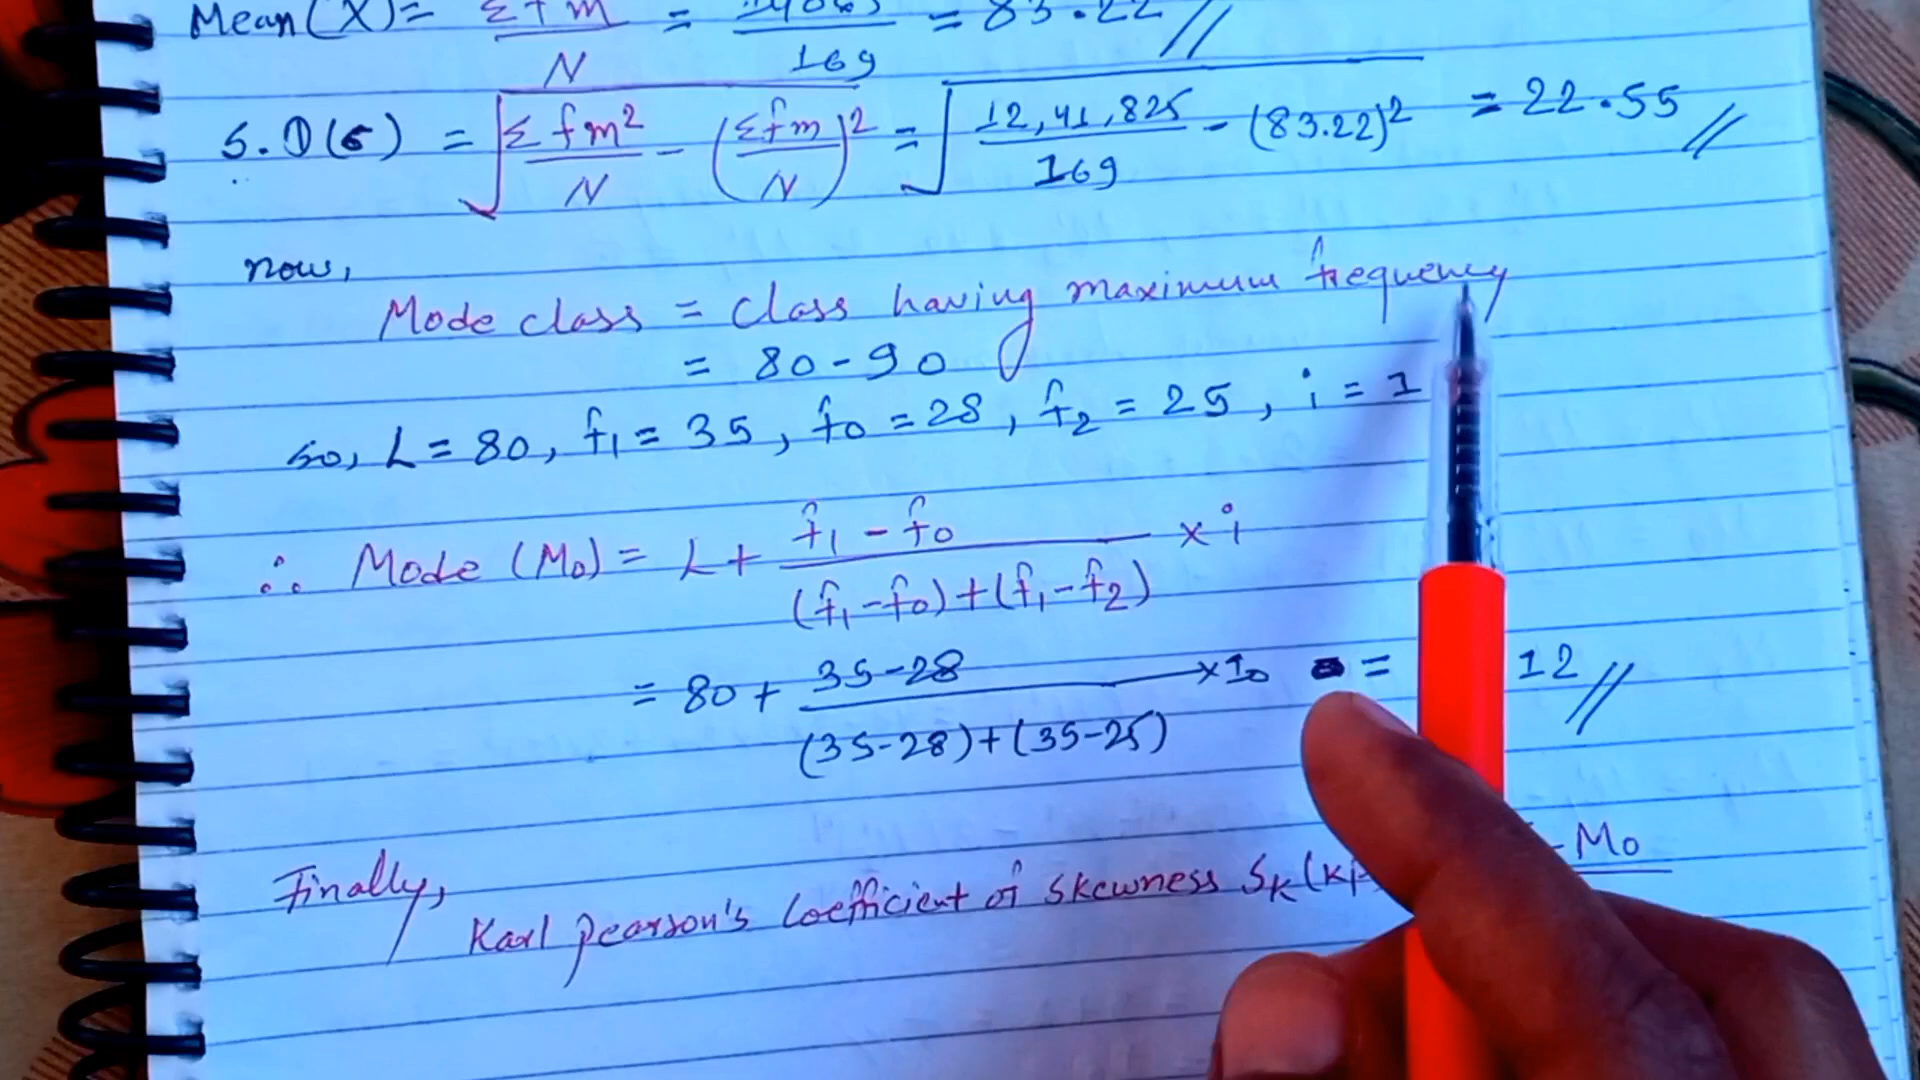 Mean(X̄) = Σfm / N = / 169 = 83.22 //
S.D(σ) = √(Σfm²/N - (Σfm/N)²) = √(12,41,825/169 - (83.22)²) = 22.55 //
now,
Mode class = class having maximum frequency
= 80-90
so, L = 80, f₁ = 35, f₀ = 28, f₂ = 25, i = 1
∴ Mode (M₀) = L + (f₁ - f₀) / ((f₁-f₀)+(f₁-f₂)) × i
= 80 + (35-28) / ((35-28)+(35-25)) ×10 = 12 //
Finally,
Karl pearson's coefficient of skewness Sₖ(KP - M₀